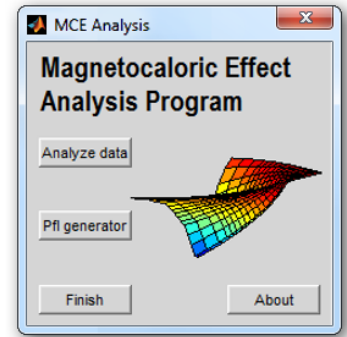 MCE Analysis
Magnetocaloric Effect
Analysis Program
Analyze data
Pfl generator
Finish
About